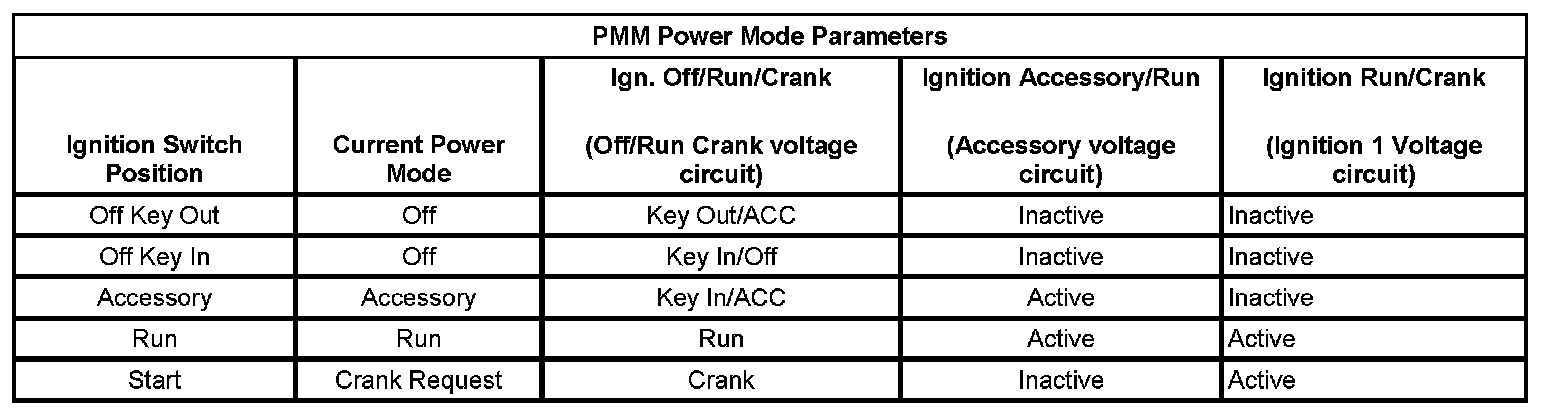 PMM Power Mode Parameters
Ignition Switch Position
Current Power Mode
Ign. Off/Run/Crank
(Off/Run Crank voltage circuit)
Ignition Accessory/Run
(Accessory voltage circuit)
Ignition Run/Crank
(Ignition 1 Voltage circuit)
Off Key Out Off Key Out/ACC Inactive Inactive
Off Key In Off Key In/Off Inactive Inactive
Accessory Accessory Key In/ACC Active Inactive
Run Run Run Active Active
Start Crank Request Crank Inactive Active